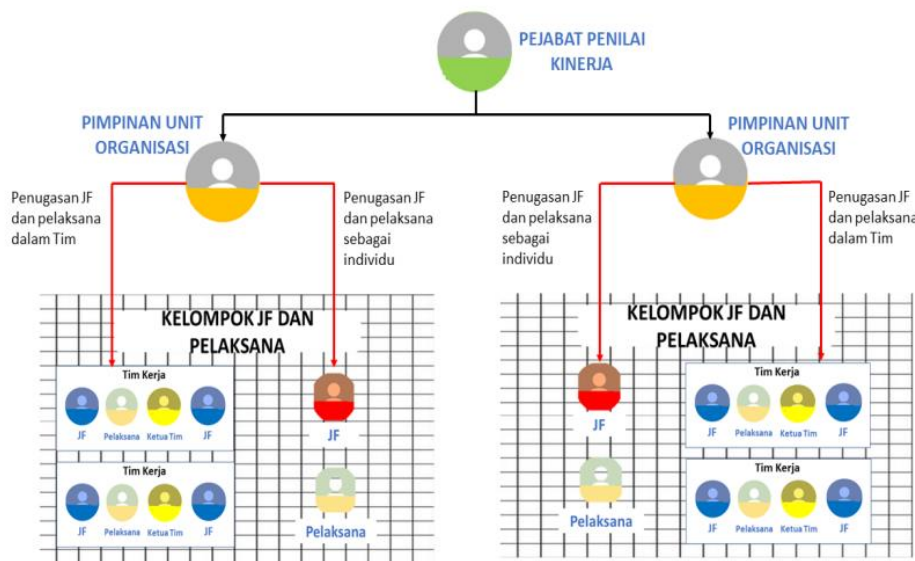 PEJABAT PENILAI
KINERJA
PIMPINAN UNIT
ORGANISASI
PIMPINAN UNIT
ORGANISASI
Penugasan JF
dan pelaksana
dalam Tim
Penugasan JF
dan pelaksana
sebagai
individu
Penugasan JF
dan pelaksana
sebagai
individu
Penugasan JF
dan pelaksana
dalam Tim
KELOMPOK JF DAN
PELAKSANA
Tim Kerja
JF Pelaksana Ketua Tim JF
Tim Kerja
JF Pelaksana Ketua Tim JF
JF
Pelaksana
KELOMPOK JF DAN
PELAKSANA
JF
Pelaksana
Tim Kerja
JF Pelaksana Ketua Tim JF
Tim Kerja
JF Pelaksana Ketua Tim JF